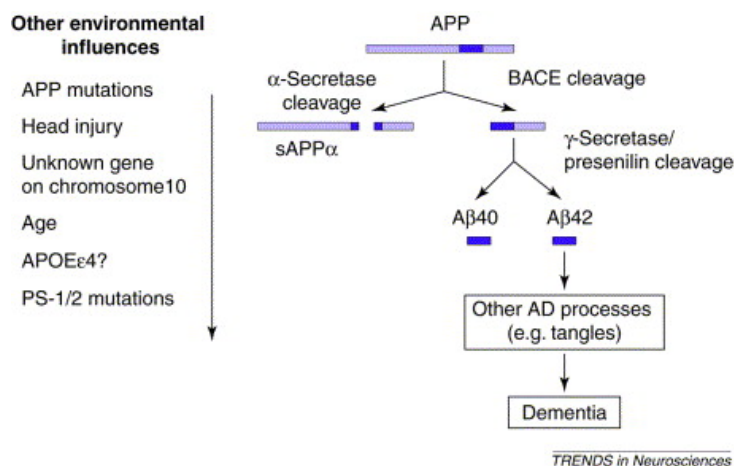 Other environmental
influences
APP mutations
Head injury
Unknown gene
on chromosome10
Age
APOEε4?
PS-1/2 mutations
APP
α-Secretase
cleavage
BACE cleavage
sAPPα
γ-Secretase/
presenilin cleavage
Aβ40
Aβ42
Other AD processes
(e.g. tangles)
Dementia
TRENDS in Neurosciences